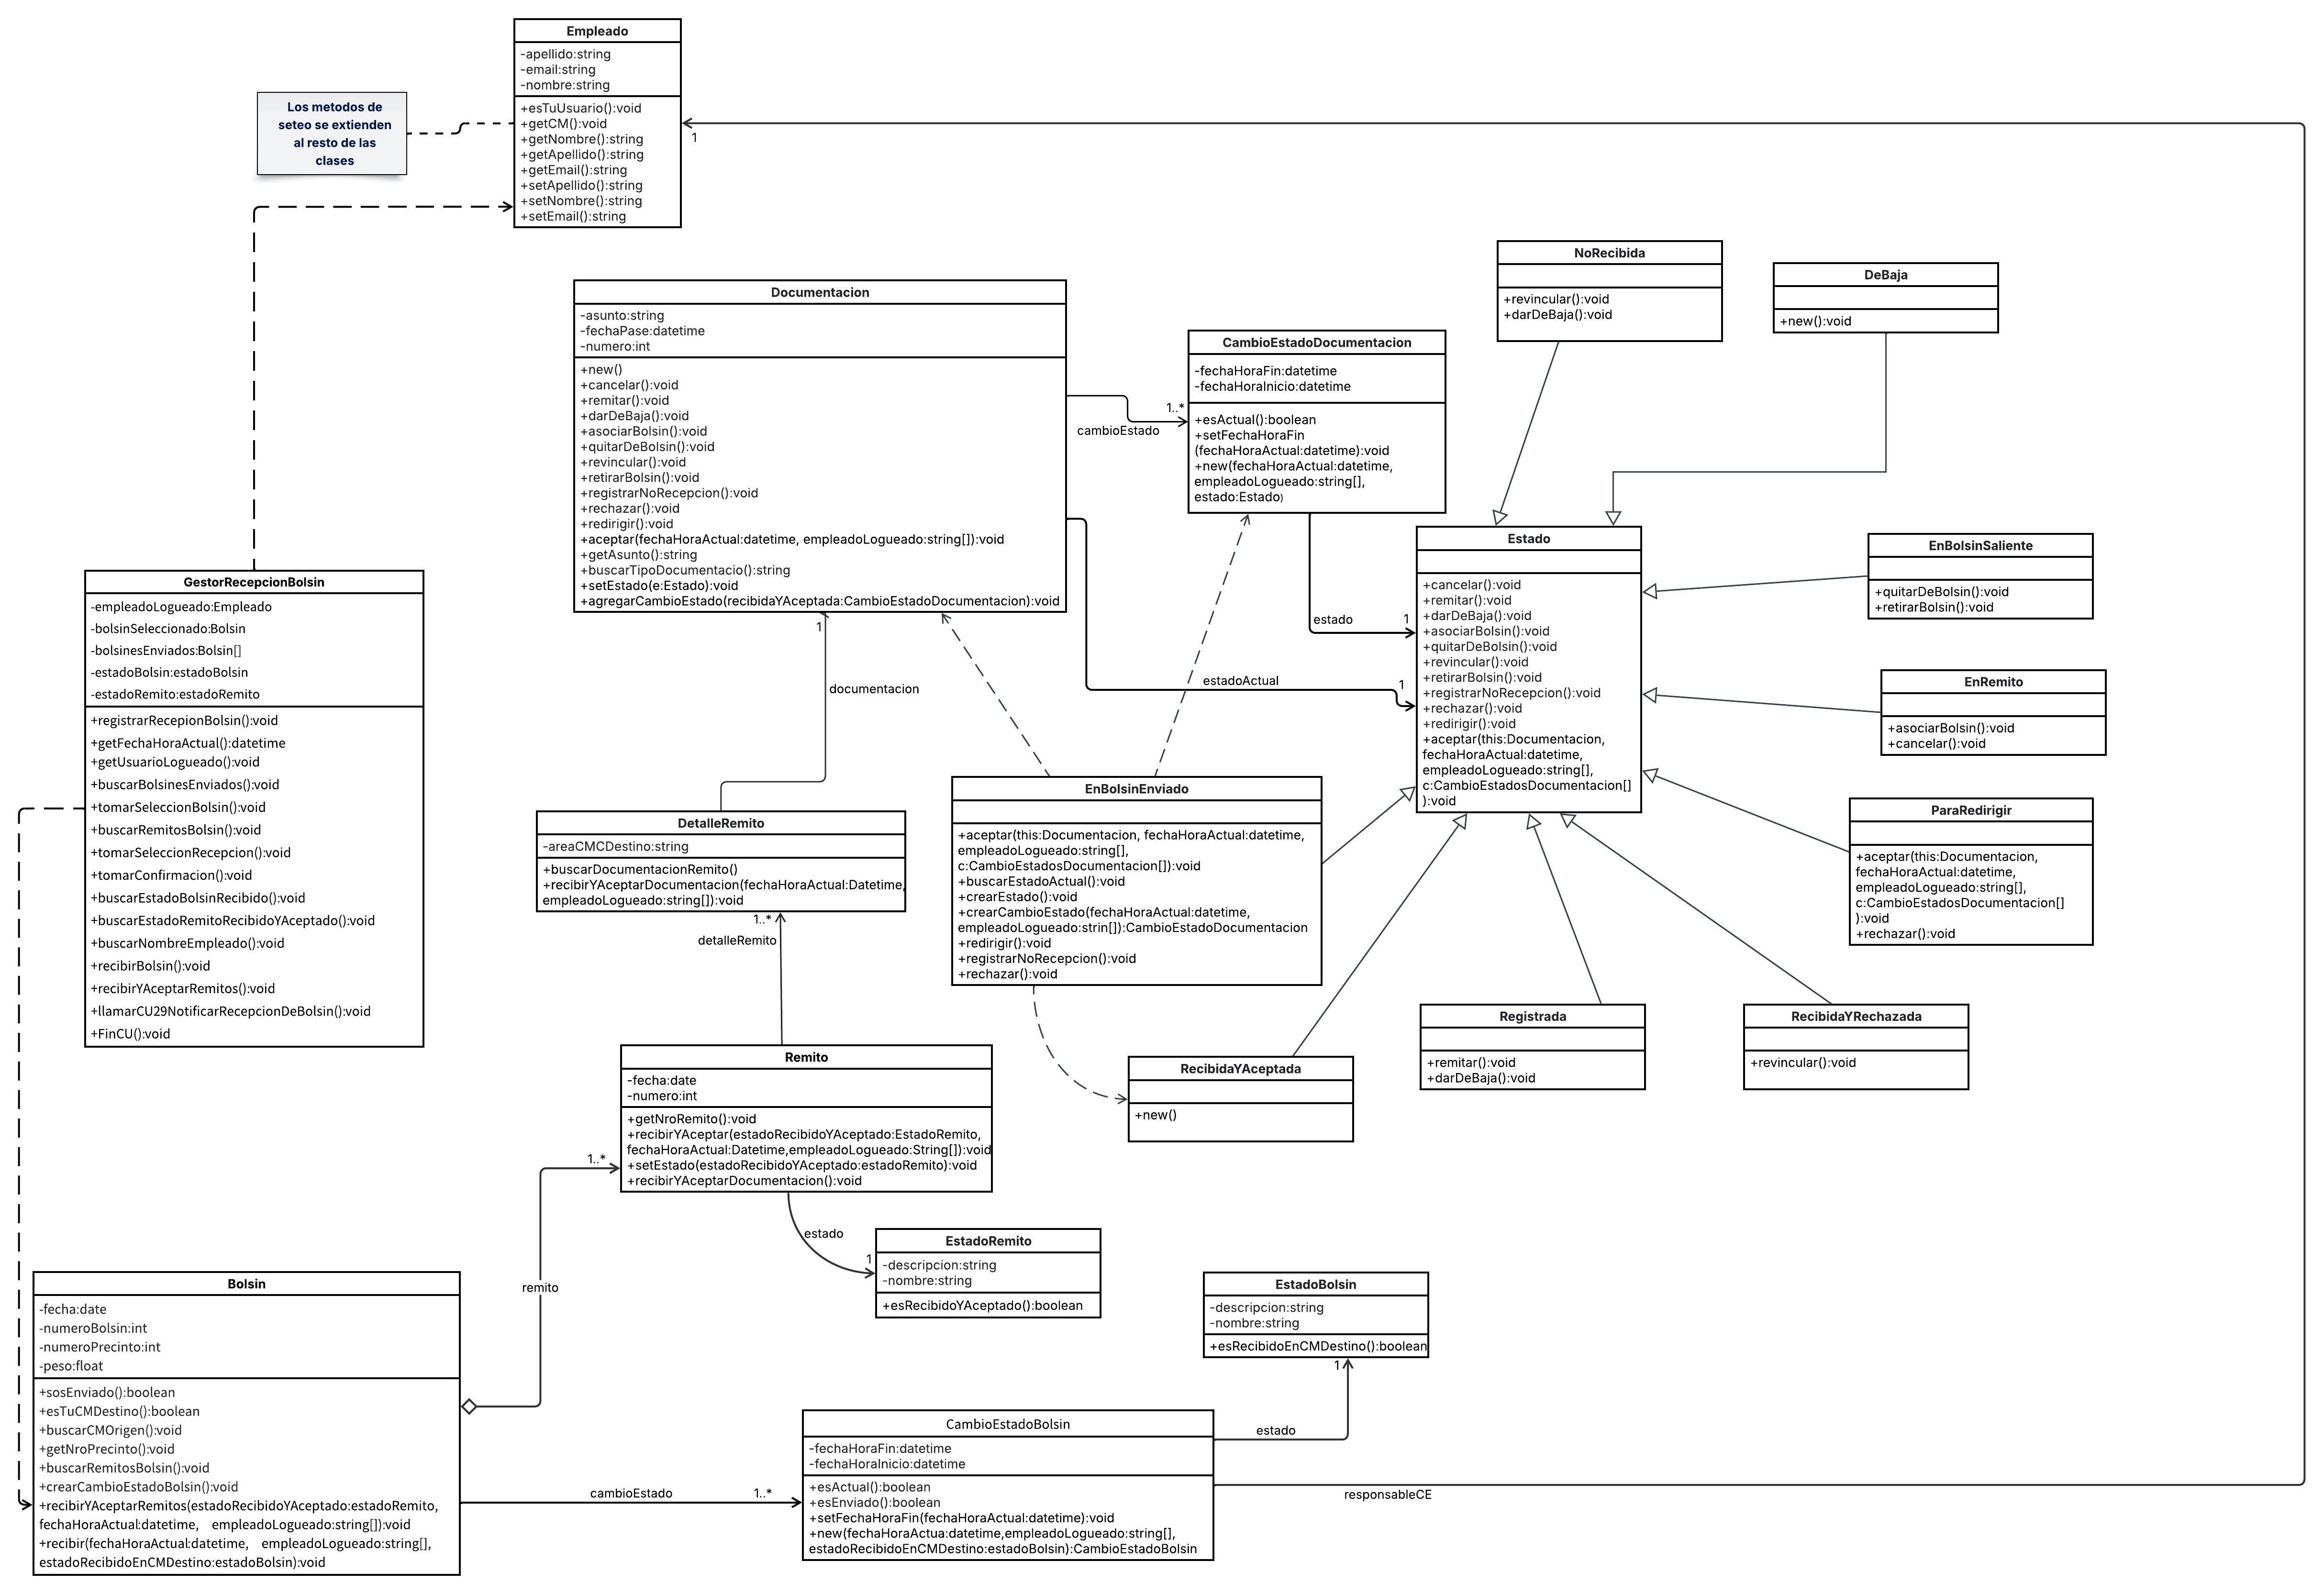 Empleado
-apellido:string
-email:string
-nombre:string
+esTuUsuario():void
+getCM():void
+getNombre():string
+getApellido():string
+getEmail():string
+setApellido():string
+setNombre():string
+setEmail():string
Los metodos de
seteo se extienden
al resto de las
clases
1
NoRecibida
+revincular():void
+darDeBaja():void
DeBaja
+new():void
Documentacion
-asunto:string
-fechaPase:datetime
-numero:int
+new()
+cancelar():void
+remitar():void
+darDeBaja():void
+asociarBolsin():void
+quitarDeBolsin():void
+revincular():void
+retirarBolsin():void
+registrarNoRecepcion():void
+rechazar():void
+redirigir():void
+aceptar(fechaHoraActual:datetime, empleadoLogueado:string[]):void
+getAsunto():string
+buscarTipoDocumentacio():string
+setEstado(e:Estado):void
+agregarCambioEstado(recibidaYAceptada:CambioEstadoDocumentacion):void
1..*
cambioEstado
CambioEstadoDocumentacion
-fechaHoraFin:datetime
-fechaHoraInicio:datetime
+esActual():boolean
+setFechaHoraFin
(fechaHoraActual:datetime):void
+new(fechaHoraActual:datetime,
empleadoLogueado:string[],
estado:Estado)
estado
1
estadoActual
1
Estado
+cancelar():void
+remitar():void
+darDeBaja():void
+asociarBolsin():void
+quitarDeBolsin():void
+revincular():void
+retirarBolsin():void
+registrarNoRecepcion():void
+rechazar():void
+redirigir():void
+aceptar(this:Documentacion,
fechaHoraActual:datetime,
empleadoLogueado:string[],
c:CambioEstadosDocumentacion[]
):void
EnBolsinSaliente
+quitarDeBolsin():void
+retirarBolsin():void
EnRemito
+asociarBolsin():void
+cancelar():void
ParaRedirigir
+aceptar(this:Documentacion,
fechaHoraActual:datetime,
empleadoLogueado:string[],
c:CambioEstadosDocumentacion[]
):void
+rechazar():void
GestorRecepcionBolsin
-empleadoLogueado:Empleado
-bolsinSeleccionado:Bolsin
-bolsinesEnviados:Bolsin[]
-estadoBolsin:estadoBolsin
-estadoRemito:estadoRemito
+registrarRecepionBolsin():void
+getFechaHoraActual():datetime
+getUsuarioLogueado():void
+buscarBolsinesEnviados():void
+tomarSeleccionBolsin():void
+buscarRemitosBolsin():void
+tomarSeleccionRecepcion():void
+tomarConfirmacion():void
+buscarEstadoBolsinRecibido():void
+buscarEstadoRemitoRecibidoYAceptado():void
+buscarNombreEmpleado():void
+recibirBolsin():void
+recibirYAceptarRemitos():void
+llamarCU29NotificarRecepcionDeBolsin():void
+FinCU():void
1
documentacion
DetalleRemito
-areaCMCDestino:string
+buscarDocumentacionRemito()
+recibirYAceptarDocumentacion(fechaHoraActual:Datetime,
empleadoLogueado:string[]):void
1..*
detalleRemito
EnBolsinEnviado
+aceptar(this:Documentacion, fechaHoraActual:datetime,
empleadoLogueado:string[],
c:CambioEstadosDocumentacion[]):void
+buscarEstadoActual():void
+crearEstado():void
+crearCambioEstado(fechaHoraActual:datetime,
empleadoLogueado:strin[]):CambioEstadoDocumentacion
+redirigir():void
+registrarNoRecepcion():void
+rechazar():void
Registrada
+remitar():void
+darDeBaja():void
RecibidaYRechazada
+revincular():void
RecibidaYAceptada
+new()
Remito
-fecha:date
-numero:int
+getNroRemito():void
+recibirYAceptar(estadoRecibidoYAceptado:EstadoRemito,
fechaHoraActual:Datetime,empleadoLogueado:String[]):void
+setEstado(estadoRecibidoYAceptado:estadoRemito):void
+recibirYAceptarDocumentacion():void
1..*
remito
estado
1
EstadoRemito
-descripcion:string
-nombre:string
+esRecibidoYAceptado():boolean
Bolsin
-fecha:date
-numeroBolsin:int
-numeroPrecinto:int
-peso:float
+sosEnviado():boolean
+esTuCMDestino():boolean
+buscarCMOrigen():void
+getNroPrecinto():void
+buscarRemitosBolsin():void
+crearCambioEstadoBolsin():void
+recibirYAceptarRemitos(estadoRecibidoYAceptado:estadoRemito,
fechaHoraActual:datetime, empleadoLogueado:string[]):void
+recibir(fechaHoraActual:datetime, empleadoLogueado:string[],
estadoRecibidoEnCMDestino:estadoBolsin):void
cambioEstado
1..*
CambioEstadoBolsin
-fechaHoraFin:datetime
-fechaHoraInicio:datetime
+esActual():boolean
+esEnviado():boolean
+setFechaHoraFin(fechaHoraActual:datetime):void
+new(fechaHoraActua:datetime,empleadoLogueado:string[],
estadoRecibidoEnCMDestino:estadoBolsin):CambioEstadoBolsin
EstadoBolsin
-descripcion:string
-nombre:string
+esRecibidoEnCMDestino():boolean
1
estado
responsableCE